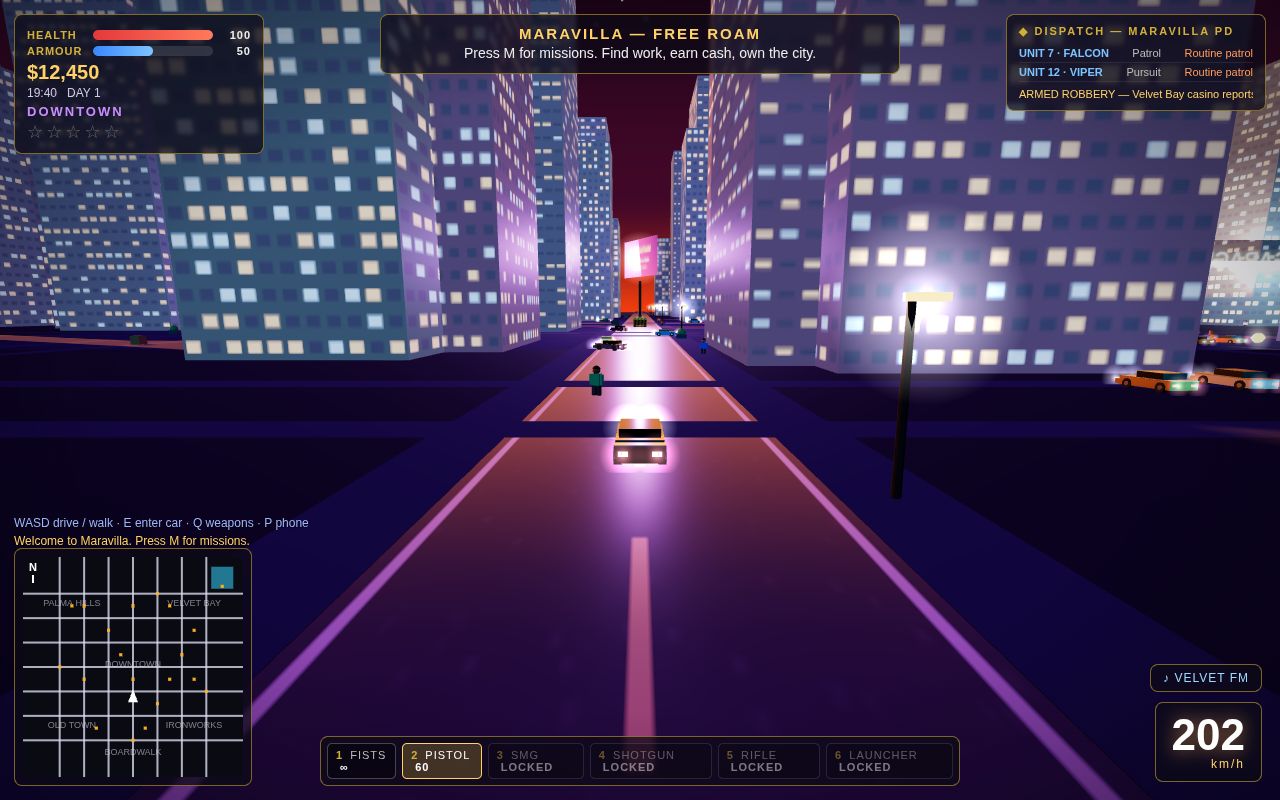 HEALTH 100
ARMOUR 50
$12,450
19:40 DAY 1
DOWNTOWN
☆☆☆☆☆
MARAVILLA — FREE ROAM
Press M for missions. Find work, earn cash, own the city.
◆ DISPATCH — MARAVILLA PD
UNIT 7 · FALCON Patrol Routine patrol
UNIT 12 · VIPER Pursuit Routine patrol
ARMED ROBBERY — Velvet Bay casino reports
WASD drive / walk · E enter car · Q weapons · P phone
Welcome to Maravilla. Press M for missions.
N
PALMA HILLS
VELVET BAY
DOWNTOWN
OLD TOWN
IRONWORKS
BOARDWALK
1 FISTS ∞
2 PISTOL 60
3 SMG LOCKED
4 SHOTGUN LOCKED
5 RIFLE LOCKED
6 LAUNCHER LOCKED
♪ VELVET FM
202
km/h